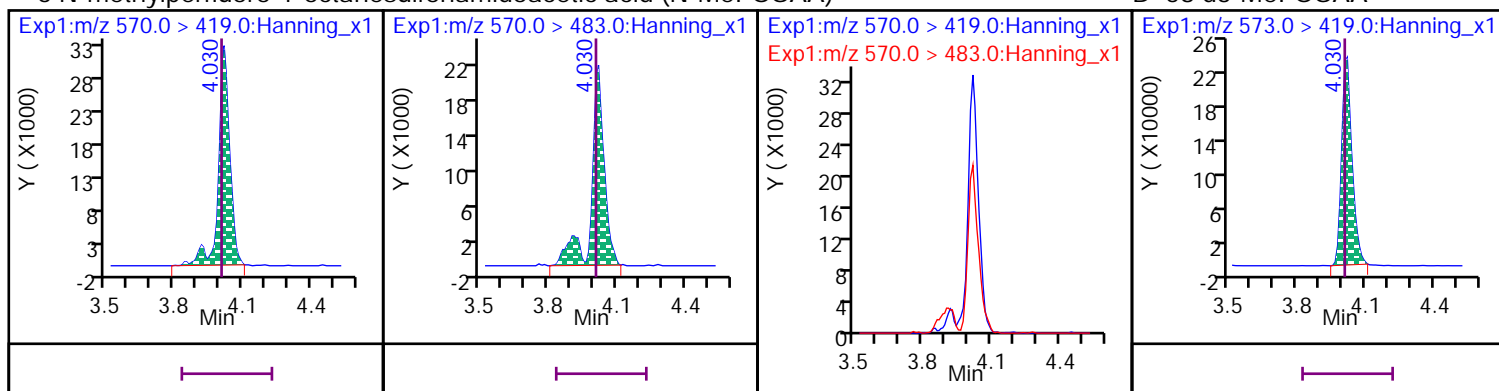 N-methylperfluoro-1-octanesulfonamidoacetic acid (N-MeFOSAA)
Exp1:m/z 570.0 > 419.0:Hanning_x1
33
28
23
18
13
8
3
-2
Y ( X1000)
4.030
3.5 3.8 4.1 4.4
Min
Exp1:m/z 570.0 > 483.0:Hanning_x1
22
18
14
10
6
2
-2
Y ( X1000)
4.030
3.5 3.8 4.1 4.4
Min
Exp1:m/z 570.0 > 419.0:Hanning_x1
Exp1:m/z 570.0 > 483.0:Hanning_x1
32
28
24
20
16
12
8
4
0
Y ( X1000)
3.5 3.8 4.1 4.4
Min
Exp1:m/z 573.0 > 419.0:Hanning_x1
26
22
18
14
10
6
2
-2
Y ( X10000)
4.030
3.5 3.8 4.1 4.4
Min